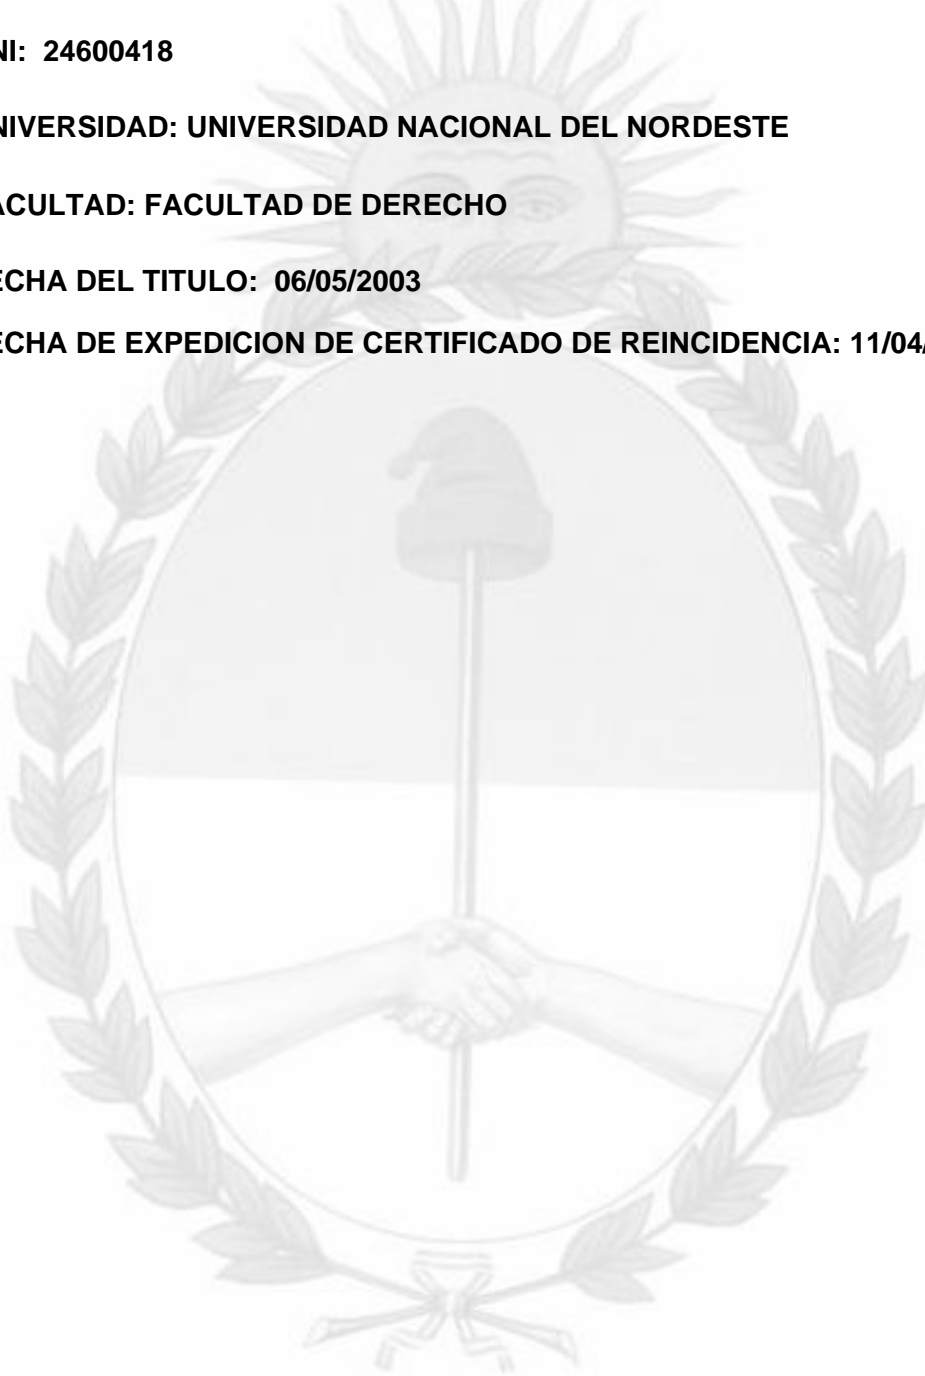 NI: 24600418
NIVERSIDAD: UNIVERSIDAD NACIONAL DEL NORDESTE
ACULTAD: FACULTAD DE DERECHO
ECHA DEL TITULO: 06/05/2003
ECHA DE EXPEDICION DE CERTIFICADO DE REINCIDENCIA: 11/04/